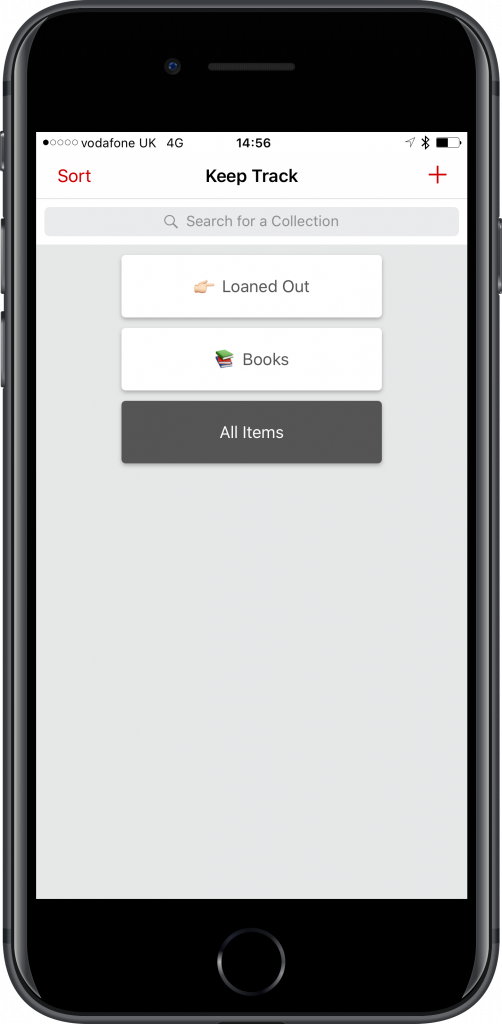 vodafone UK 4G 14:56
Sort Keep Track +
Search for a Collection
👉🏻 Loaned Out
📚 Books
All Items